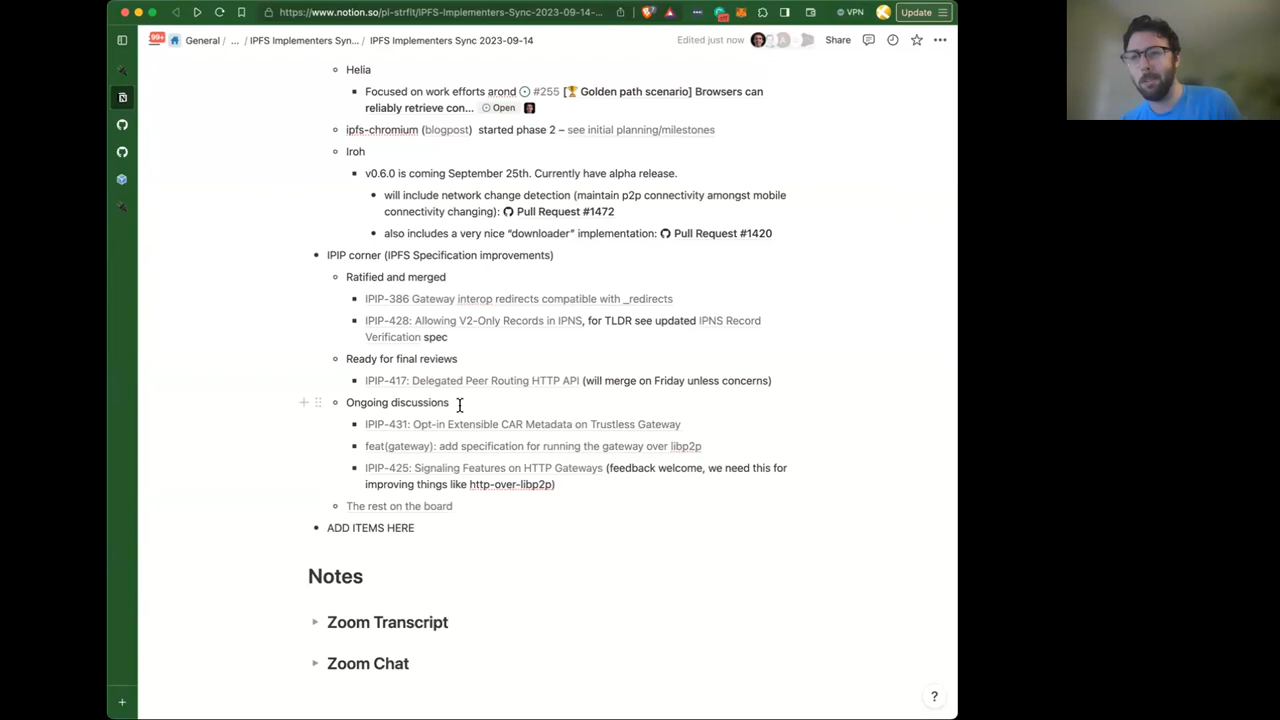 https://www.notion.so/pl-strflt/IPFS-Implementers-Sync-2023-09-14-...
VPN
Update
99+
General / ... / IPFS Implementers Syn... / IPFS Implementers Sync 2023-09-14
Edited just now
Share
Helia
Focused on work efforts arond #255 [🏆 Golden path scenario] Browsers can
reliably retrieve con... Open
ipfs-chromium (blogpost) started phase 2 – see initial planning/milestones
Iroh
v0.6.0 is coming September 25th. Currently have alpha release.
will include network change detection (maintain p2p connectivity amongst mobile
connectivity changing): Pull Request #1472
also includes a very nice “downloader” implementation: Pull Request #1420
IPIP corner (IPFS Specification improvements)
Ratified and merged
IPIP-386 Gateway interop redirects compatible with _redirects
IPIP-428: Allowing V2-Only Records in IPNS, for TLDR see updated IPNS Record
Verification spec
Ready for final reviews
IPIP-417: Delegated Peer Routing HTTP API (will merge on Friday unless concerns)
Ongoing discussions
IPIP-431: Opt-in Extensible CAR Metadata on Trustless Gateway
feat(gateway): add specification for running the gateway over libp2p
IPIP-425: Signaling Features on HTTP Gateways (feedback welcome, we need this for
improving things like http-over-libp2p)
The rest on the board
ADD ITEMS HERE
Notes
Zoom Transcript
Zoom Chat
?